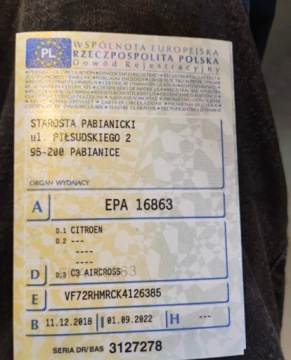 PL
WSPÓLNOTA EUROPEJSKA
RZECZPOSPOLITA POLSKA
Dowód Rejestracyjny
STAROSTA PABIANICKI
ul. PIŁSUDSKIEGO 2
95-200 PABIANICE
ORGAN WYDAJĄCY
A EPA 16863
D.1 CITROEN
D.2 ---
----
----
D D.3 C3 AIRCROSS
E VF72RHMRCK4126385
B 11.12.2018 I 01.09.2022 H ---
SERIA DR/BAS 3127278